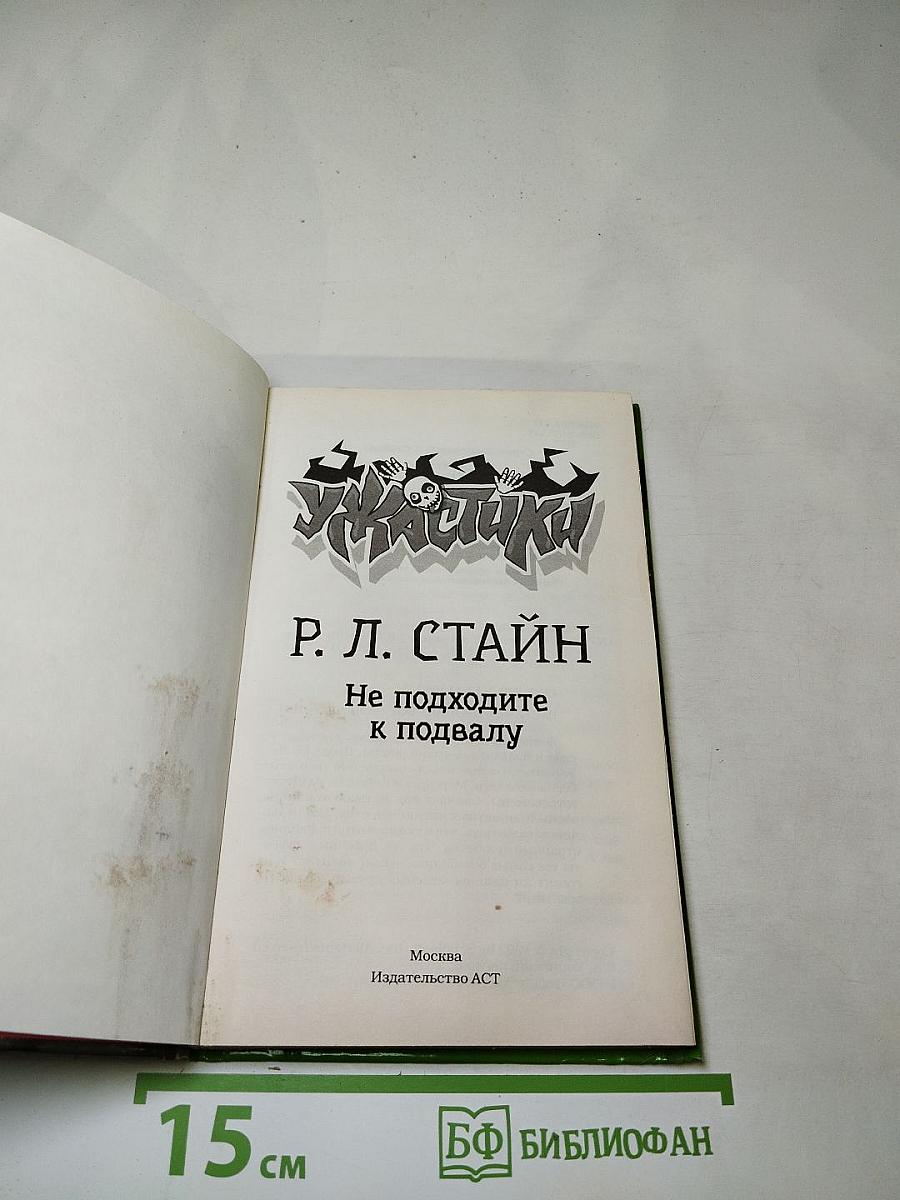 УЖАСТИКИ
Р. Л. СТАЙН
Не подходите
к подвалу
Москва
Издательство АСТ
15 см
БФ БИБЛИОФАН